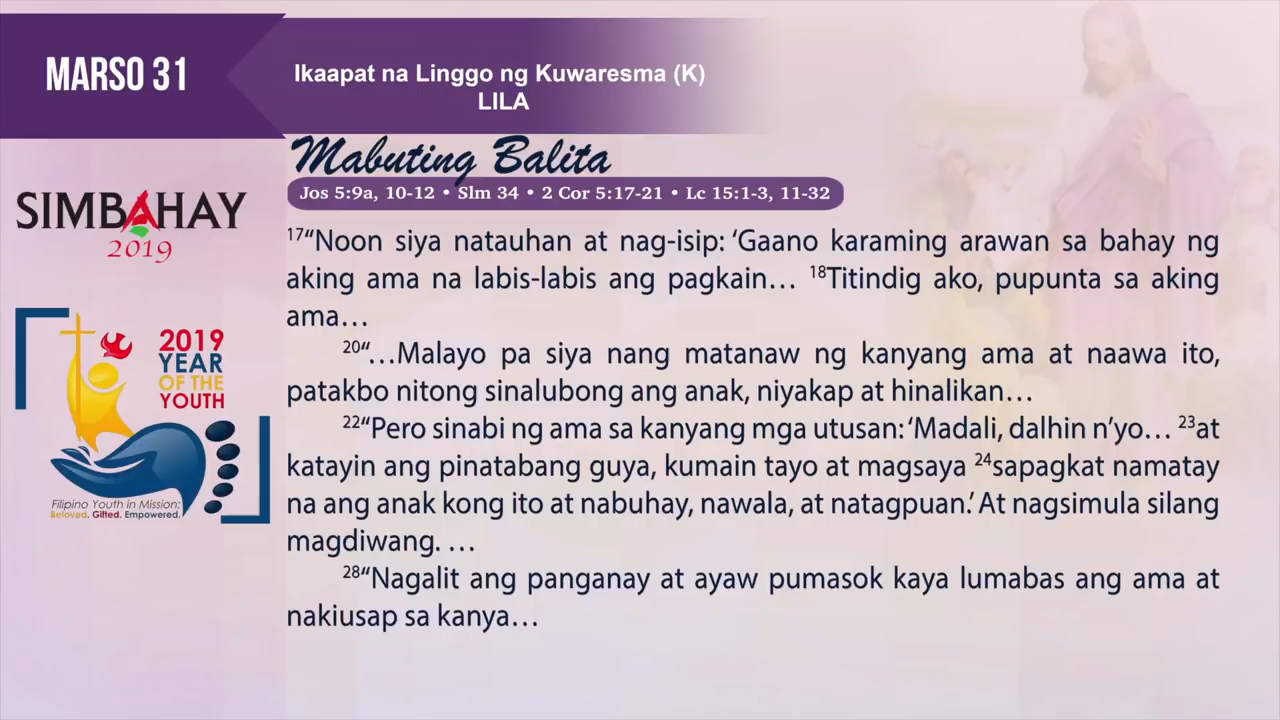 MARSO 31
Ikaapat na Linggo ng Kuwaresma (K)
LILA
Mabuting Balita
Jos 5:9a, 10-12 • Slm 34 • 2 Cor 5:17-21 • Lc 15:1-3, 11-32
SIMBAHAY
2019
2019
YEAR
OF THE
YOUTH
Filipino Youth in Mission:
Beloved. Gifted. Empowered.
17“Noon siya natauhan at nag-isip: ‘Gaano karaming arawan sa bahay ng
aking ama na labis-labis ang pagkain… 18Titindig ako, pupunta sa aking
ama…
20“…Malayo pa siya nang matanaw ng kanyang ama at naawa ito,
patakbo nitong sinalubong ang anak, niyakap at hinalikan…
22“Pero sinabi ng ama sa kanyang mga utusan: ‘Madali, dalhin n’yo… 23at
katayin ang pinatabang guya, kumain tayo at magsaya 24sapagkat namatay
na ang anak kong ito at nabuhay, nawala, at natagpuan.’ At nagsimula silang
magdiwang. …
28“Nagalit ang panganay at ayaw pumasok kaya lumabas ang ama at
nakiusap sa kanya…